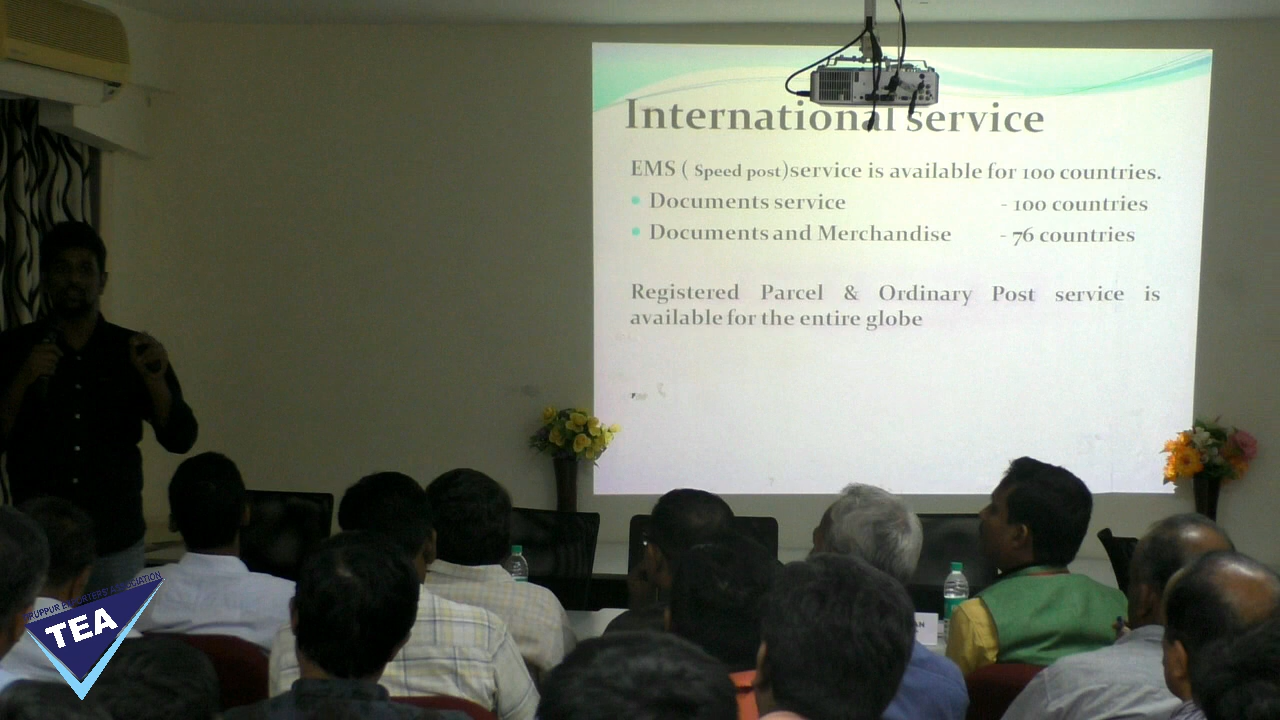 International service
EMS ( Speed post)service is available for 100 countries.
Documents service - 100 countries
Documents and Merchandise - 76 countries
Registered Parcel & Ordinary Post service is
available for the entire globe
7
TEA